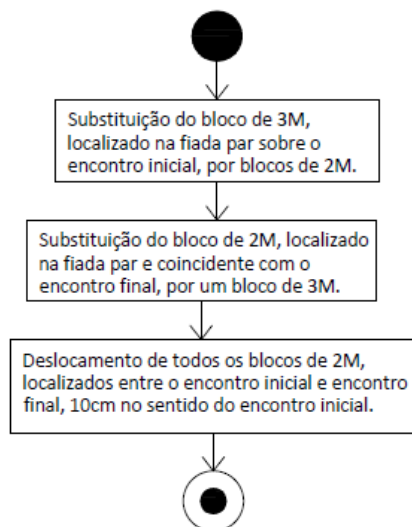 Substituição do bloco de 3M,
localizado na fiada par sobre o
encontro inicial, por blocos de 2M.
Substituição do bloco de 2M, localizado
na fiada par e coincidente com o
encontro final, por um bloco de 3M.
Deslocamento de todos os blocos de 2M,
localizados entre o encontro inicial e encontro
final, 10cm no sentido do encontro inicial.